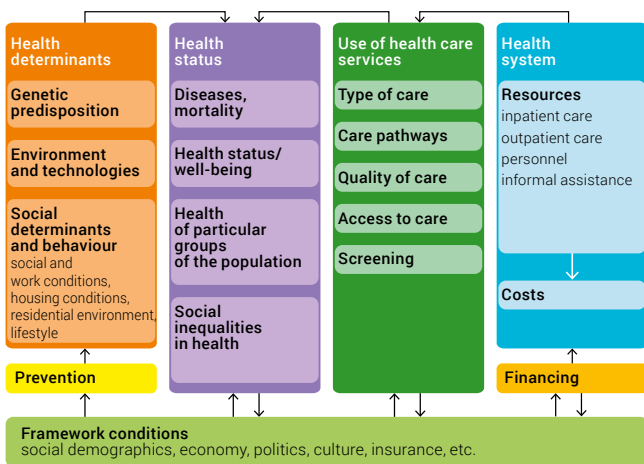 Health
determinants
Genetic
predisposition
Environment
and technologies
Social
determinants
and behaviour
social and
work conditions,
housing conditions,
residential environment,
lifestyle
Prevention
Health
status
Diseases,
mortality
Health status/
well-being
Health
of particular
groups
of the population
Social
inequalities
in health
Use of health care
services
Type of care
Care pathways
Quality of care
Access to care
Screening
Health
system
Resources
inpatient care
outpatient care
personnel
informal assistance
Costs
Financing
Framework conditions
social demographics, economy, politics, culture, insurance, etc.